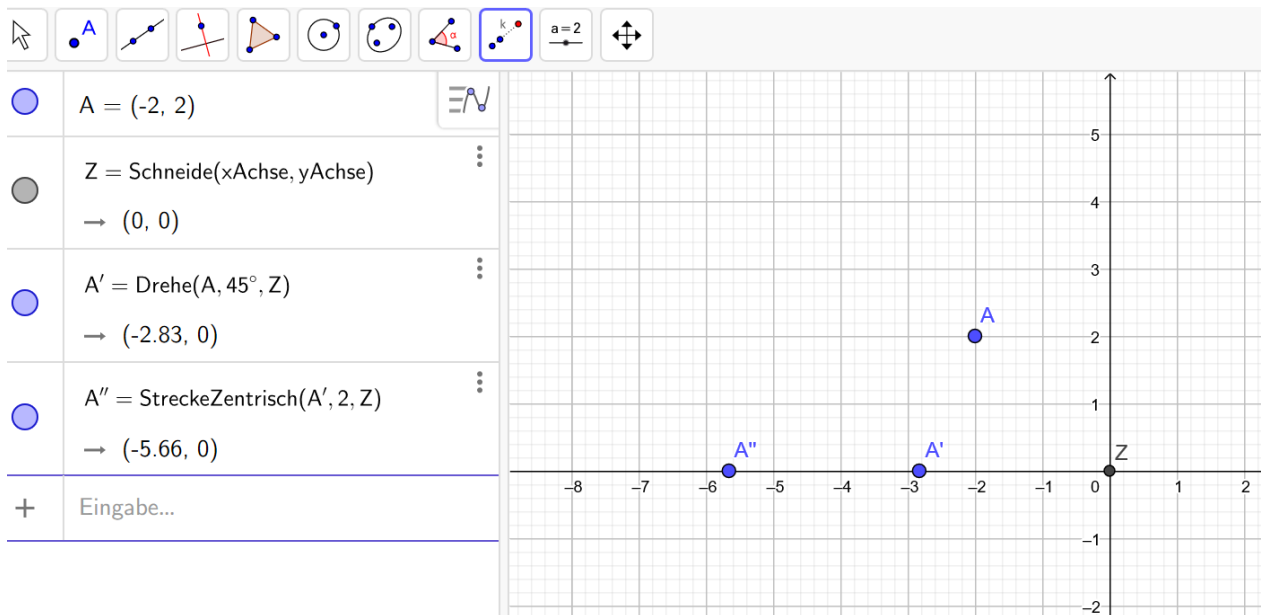 A
α
k
a=2
A = (-2, 2)
Z = Schneide(xAchse, yAchse)
→ (0, 0)
A′ = Drehe(A, 45°, Z)
→ (-2.83, 0)
A″ = StreckeZentrisch(A′, 2, Z)
→ (-5.66, 0)
+ Eingabe...
5
4
3
A
2
1
A" A' Z
–8 –7 –6 –5 –4 –3 –2 –1 0 1 2
–1
–2